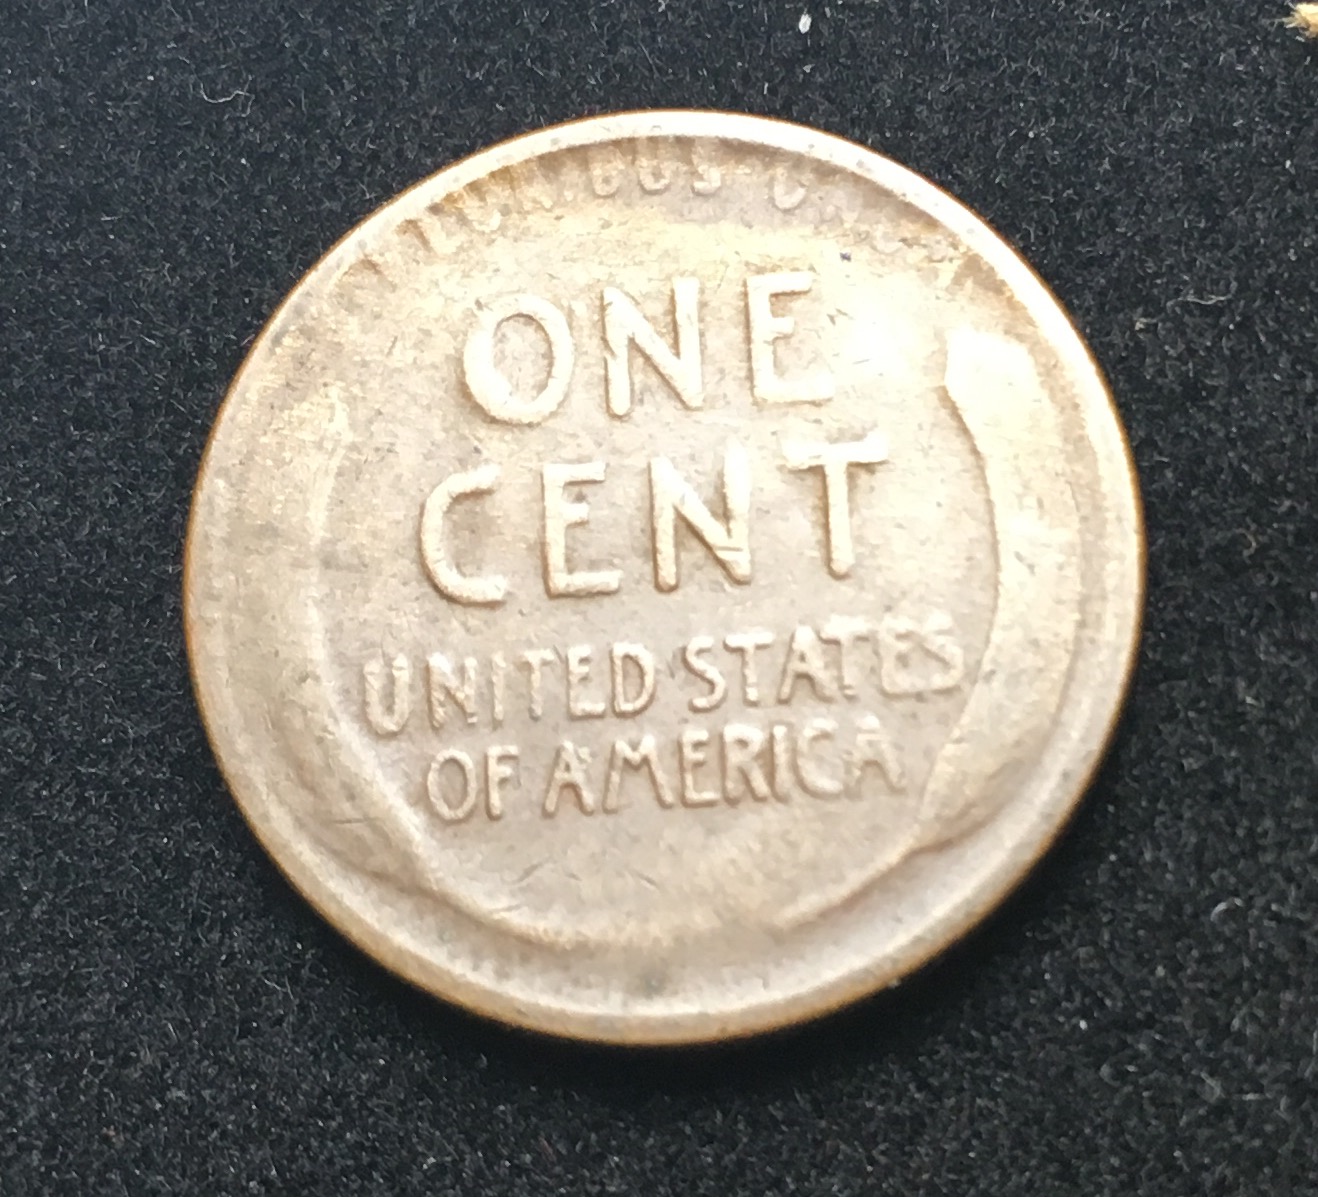 ONE
CENT
UNITED STATES
OF AMERICA